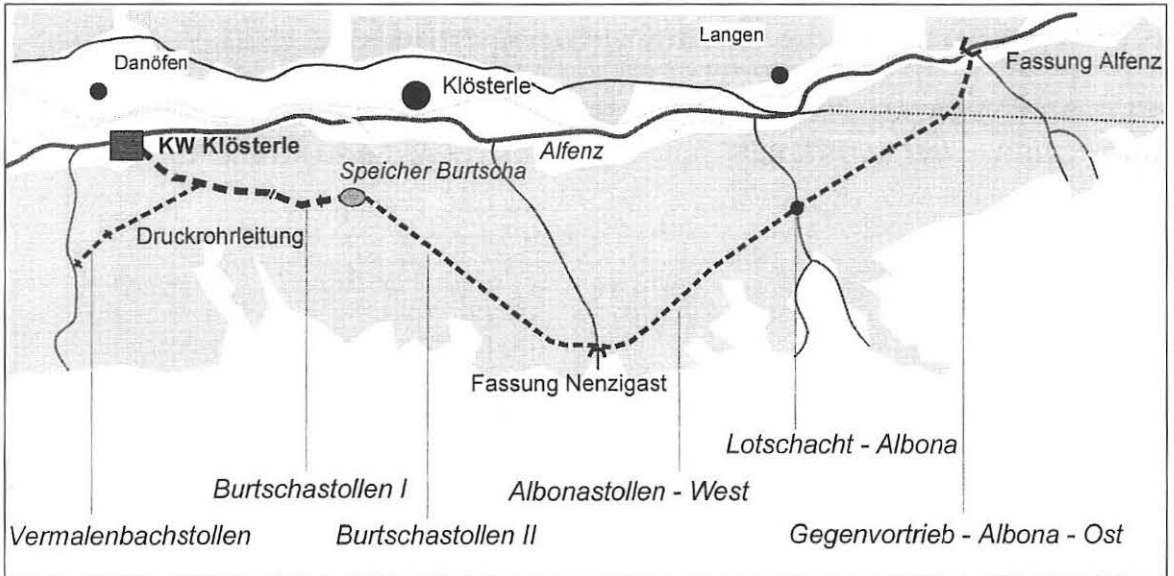 Langen
Fassung Alfenz
Danöfen
Klösterle
KW Klösterle
Alfenz
Speicher Burtscha
Druckrohrleitung
Fassung Nenzigast
Lotschacht - Albona
Burtschastollen I
Albonastollen - West
Vermalenbachstollen
Burtschastollen II
Gegenvortrieb - Albona - Ost